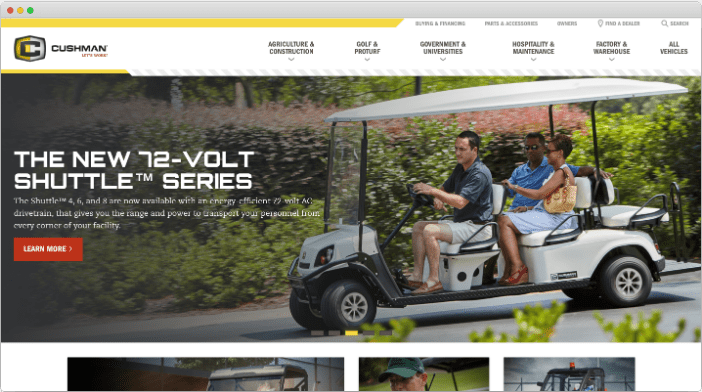 BUYING & FINANCING
PARTS & ACCESSORIES
OWNERS
FIND A DEALER
SEARCH
CUSHMAN
LET'S WORK!
AGRICULTURE &
CONSTRUCTION
GOLF &
PROTURF
GOVERNMENT &
UNIVERSITIES
HOSPITALITY &
MAINTENANCE
FACTORY &
WAREHOUSE
ALL
VEHICLES
THE NEW 72-VOLT
SHUTTLE™ SERIES
The Shuttle™ 4, 6, and 8 are now available with an energy-efficient 72-volt AC
drivetrain, that gives you the range and power to transport your personnel from
every corner of your facility.
LEARN MORE >
CUSHMAN